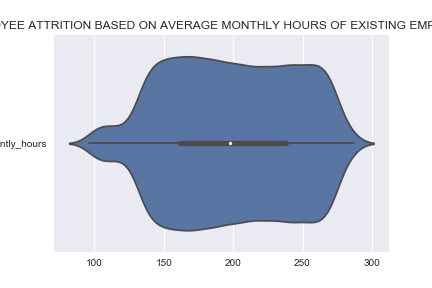 YEE ATTRITION BASED ON AVERAGE MONTHLY HOURS OF EXISTING EMP
ntly_hours
100 150 200 250 300